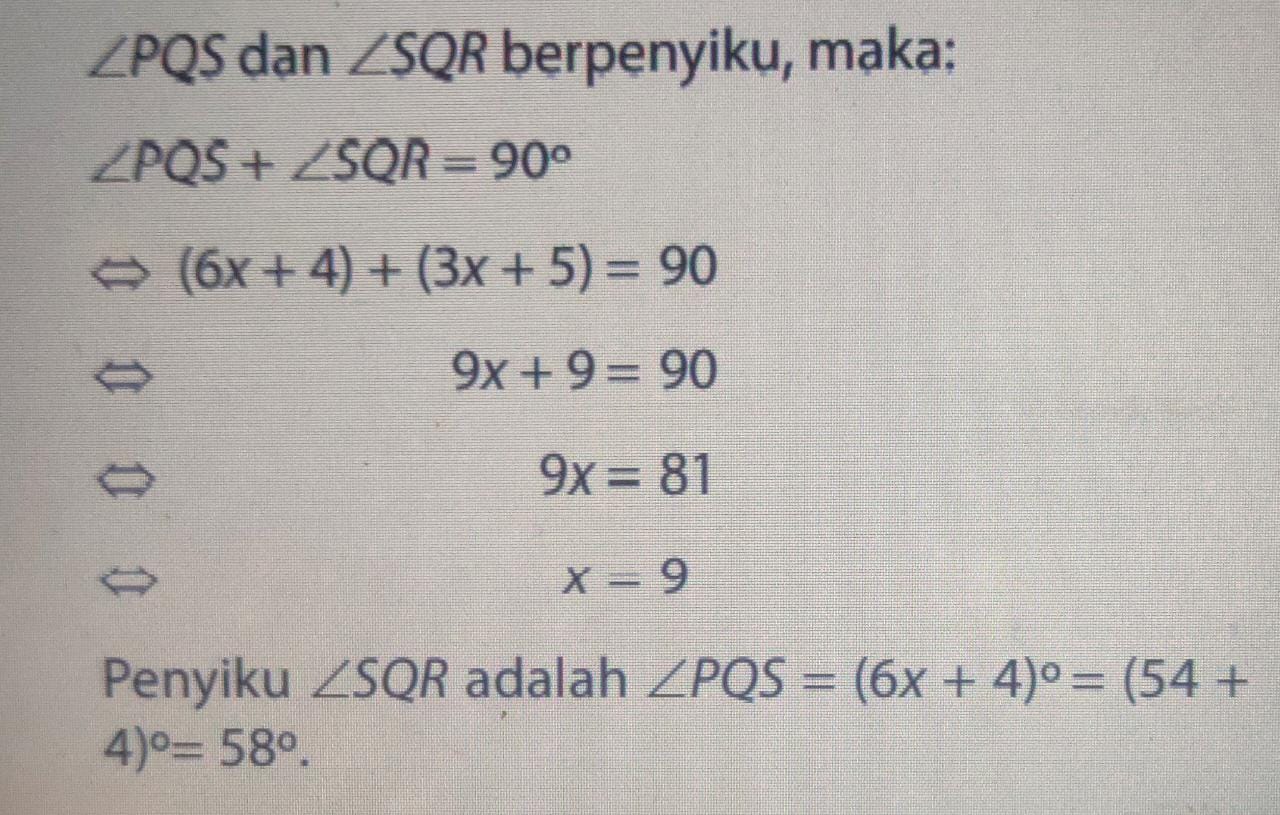 ∠PQS dan ∠SQR berpenyiku, maka:
∠PQS + ∠SQR = 90°
⇔ (6x + 4) + (3x + 5) = 90
⇔ 9x + 9 = 90
⇔ 9x = 81
⇔ x = 9
Penyiku ∠SQR adalah ∠PQS = (6x + 4)° = (54 +
4)°= 58°.